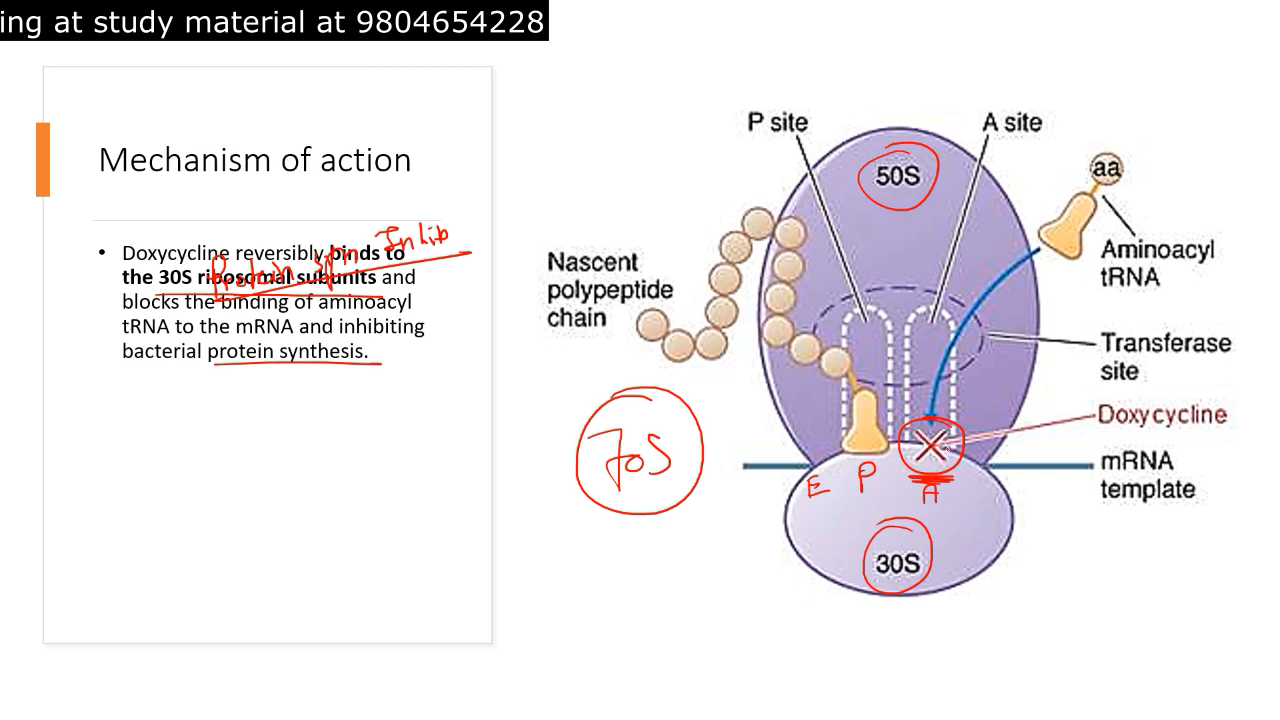 ing at study material at 9804654228
Mechanism of action
• Doxycycline reversibly binds to
the 30S ribosomal subunits and
blocks the binding of aminoacyl
tRNA to the mRNA and inhibiting
bacterial protein synthesis.
Protein syn Inhib
P site
A site
50S
aa
Aminoacyl
tRNA
Nascent
polypeptide
chain
Transferase
site
Doxycycline
mRNA
template
70S
E P A
30S